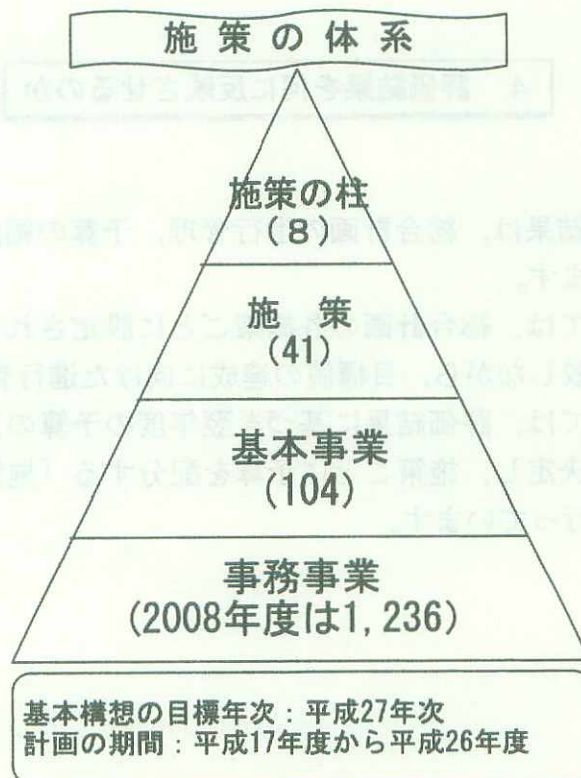 施策の体系
施策の柱
(8)
施 策
(41)
基本事業
(104)
事務事業
(2008年度は1,236)
基本構想の目標年次：平成27年次
計画の期間：平成17年度から平成26年度